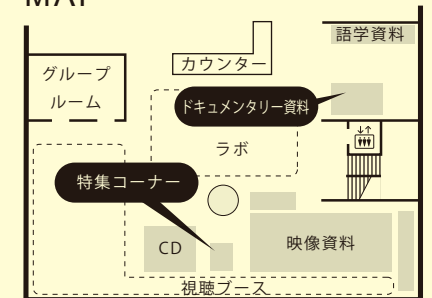 MAP
語学資料
カウンター
グループ
ルーム
ドキュメンタリー資料
ラボ
特集コーナー
CD
映像資料
視聴ブース